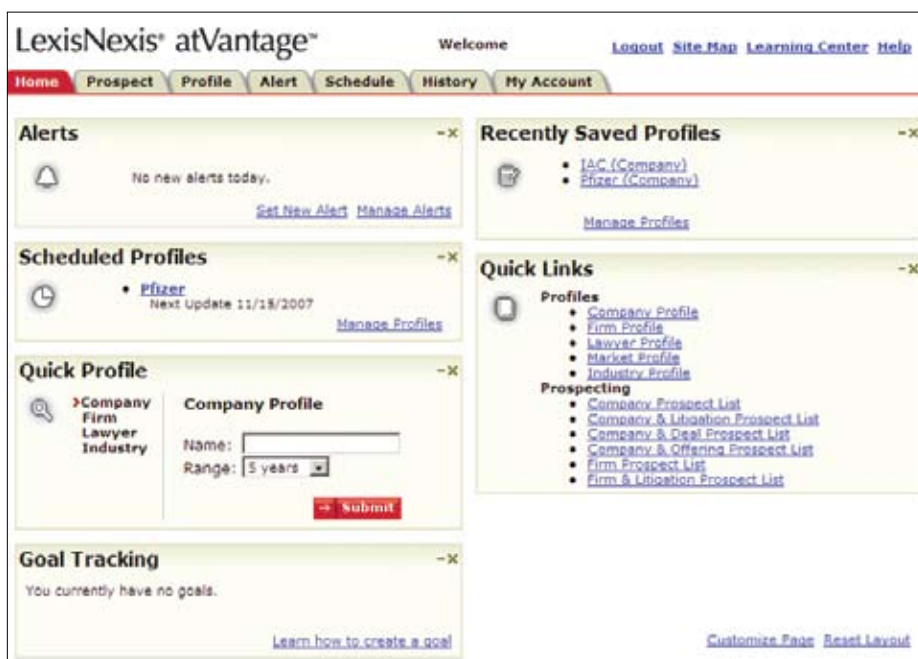 LexisNexis® atVantage™
Welcome
Logout Site Map Learning Center Help
Home Prospect Profile Alert Schedule History My Account
Alerts
No new alerts today.
Set New Alert Manage Alerts
Scheduled Profiles
• Pfizer
Next Update 11/15/2007
Manage Profiles
Quick Profile
›Company
Firm
Lawyer
Industry
Company Profile
Name:
Range: 5 years
Submit
Goal Tracking
You currently have no goals.
Learn how to create a goal
Recently Saved Profiles
• IAC (Company)
• Pfizer (Company)
Manage Profiles
Quick Links
Profiles
• Company Profile
• Firm Profile
• Lawyer Profile
• Market Profile
• Industry Profile
Prospecting
• Company Prospect List
• Company & Litigation Prospect List
• Company & Deal Prospect List
• Company & Offering Prospect List
• Firm Prospect List
• Firm & Litigation Prospect List
Customize Page Reset Layout